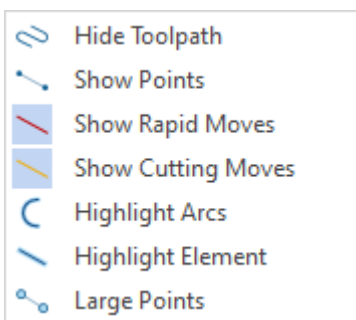 Hide Toolpath
Show Points
Show Rapid Moves
Show Cutting Moves
Highlight Arcs
Highlight Element
Large Points